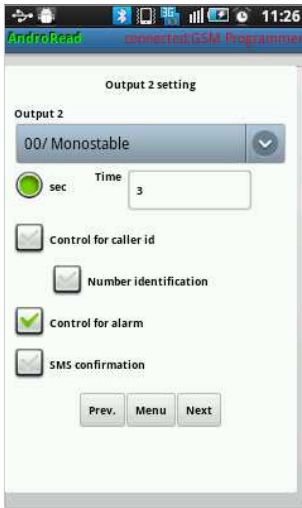 11:26
AndroRead connected:GSM Programmer
Output 2 setting
Output 2
00/ Monostable
sec Time 3
Control for caller id
Number identification
Control for alarm
SMS confirmation
Prev. Menu Next